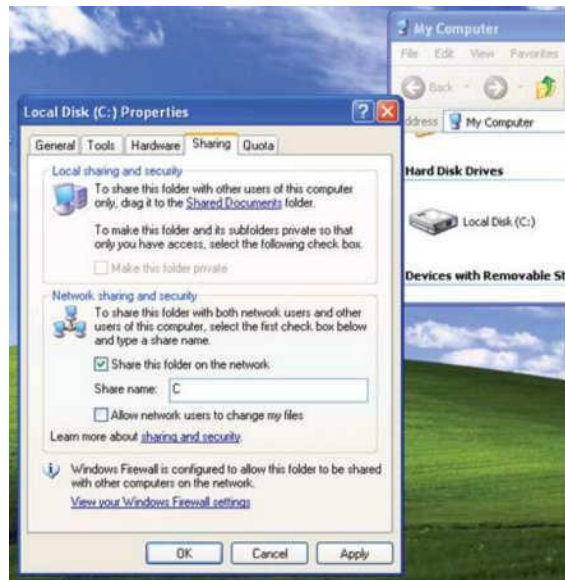 My Computer
File Edit View Favorites
Back
Address My Computer
Hard Disk Drives
Local Disk (C:)
Devices with Removable St
Local Disk (C:) Properties
General Tools Hardware Sharing Quota
Local sharing and security
To share this folder with other users of this computer
only, drag it to the Shared Documents folder.
To make this folder and its subfolders private so that
only you have access, select the following check box.
Make this folder private
Network sharing and security
To share this folder with both network users and other
users of this computer, select the first check box below
and type a share name.
Share this folder on the network
Share name: C
Allow network users to change my files
Learn more about sharing and security.
Windows Firewall is configured to allow this folder to be shared
with other computers on the network.
View your Windows Firewall settings
OK Cancel Apply